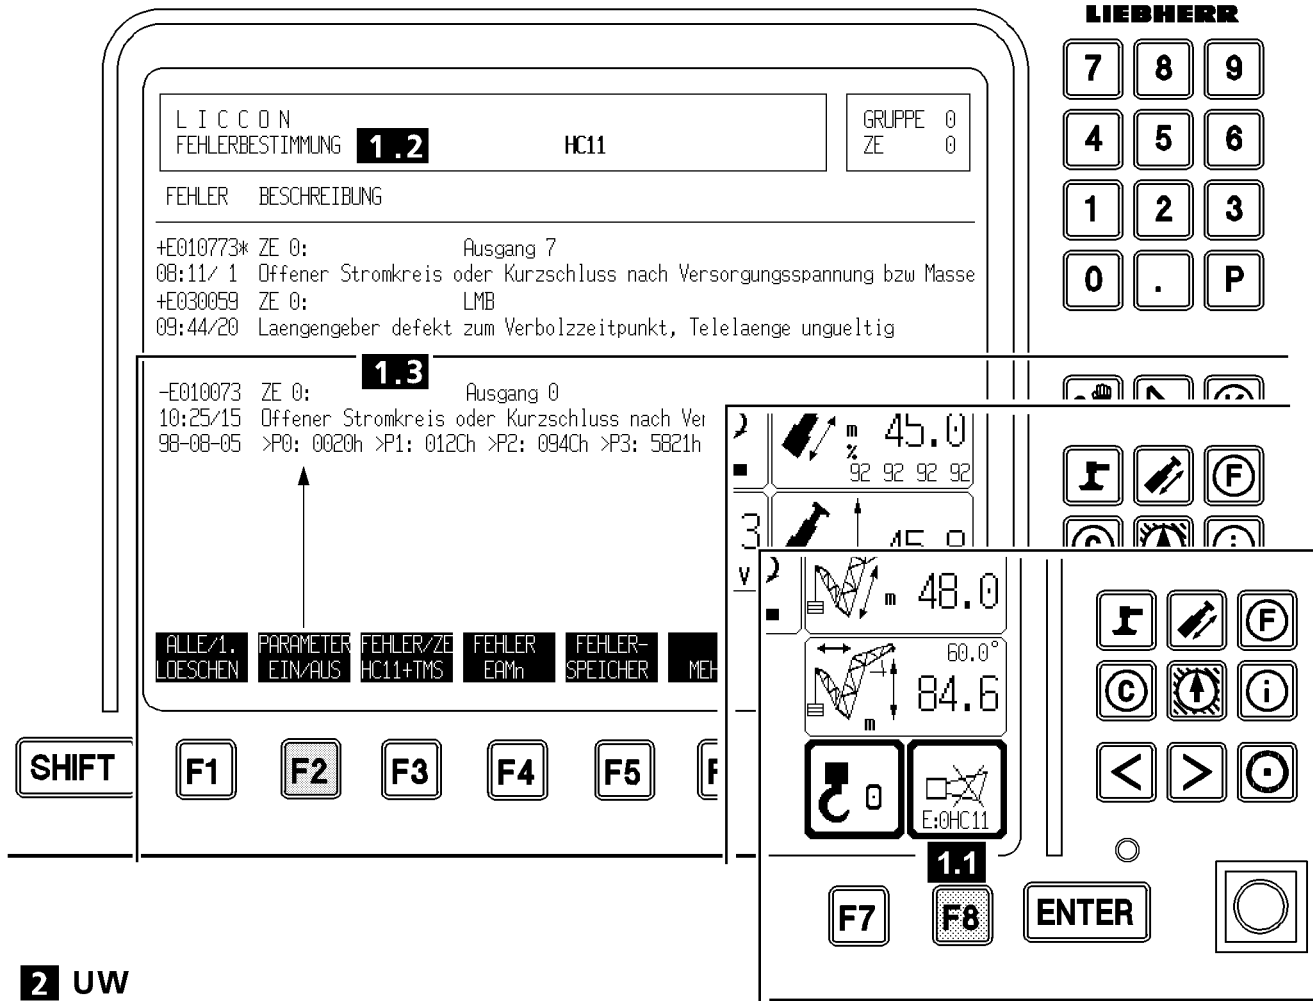 LIEBHERR
7 8 9
4 5 6
1 2 3
0 . P
L I C C O N
FEHLERBESTIMMUNG 1.2 HC11
GRUPPE 0
ZE 0
FEHLER BESCHREIBUNG
+E010773* ZE 0: Ausgang 7
08:11/ 1 Offener Stromkreis oder Kurzschluss nach Versorgungsspannung bzw Masse
+E030059 ZE 0: LMB
09:44/20 Laengengeber defekt zum Verbolzzeitpunkt, Telelaenge ungueltig
1.3
-E010073 ZE 0: Ausgang 0
10:25/15 Offener Stromkreis oder Kurzschluss nach
98-08-05 >P0: 0020h >P1: 012Ch >P2: 094Ch >P3: 5821h
ALLE/1. LOESCHEN
PARAMETER EIN/AUS
FEHLER/ZE HC11+TMS
FEHLER EAMn
FEHLER- SPEICHER
MEH
SHIFT F1 F2 F3 F4 F5 F
m 45.0
%
92 92 92 92
3
V
F
C i
m 48.0
60.0°
84.6
m
0
E:0HC11
1.1
F
C i
< >
F7 F8 ENTER
2 UW